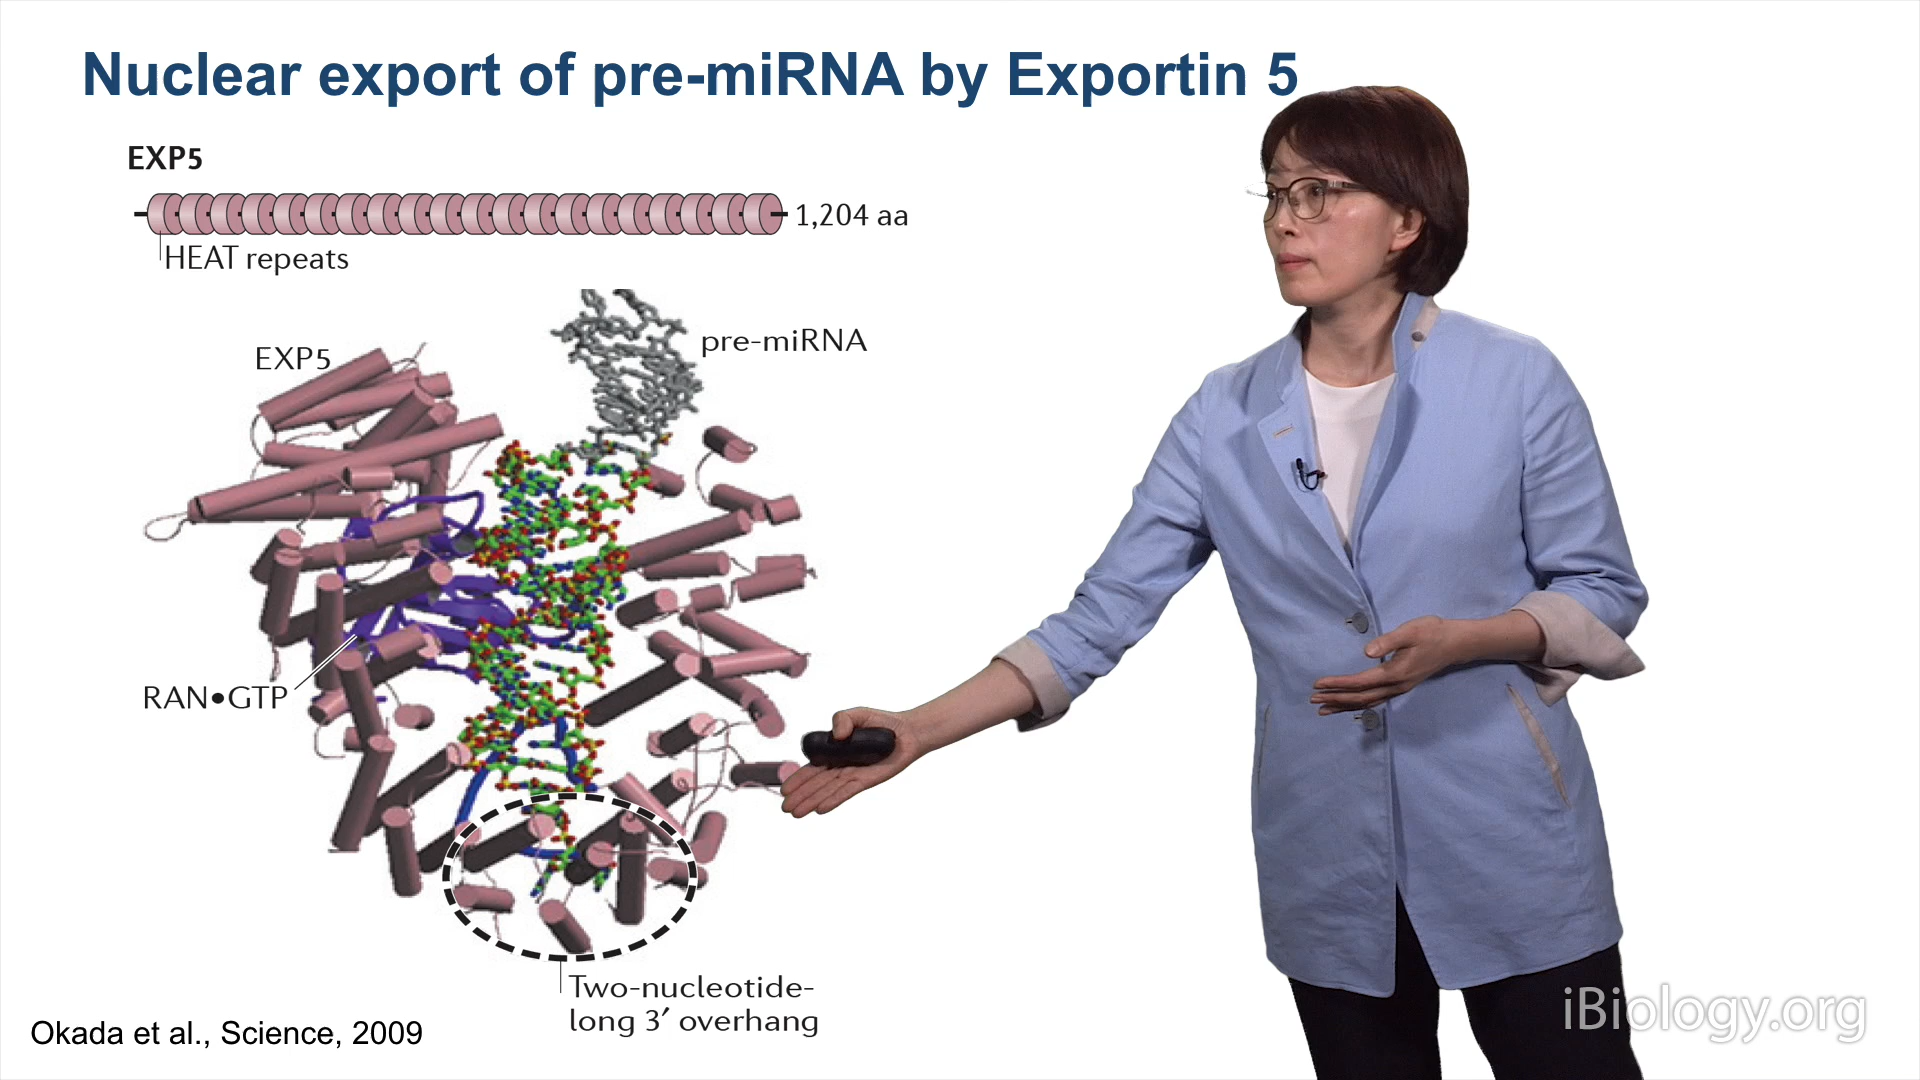 Nuclear export of pre-miRNA by Exportin 5
EXP5
1,204 aa
HEAT repeats
pre-miRNA
EXP5
RAN•GTP
Two-nucleotide-
long 3′ overhang
Okada et al., Science, 2009
iBiology.org